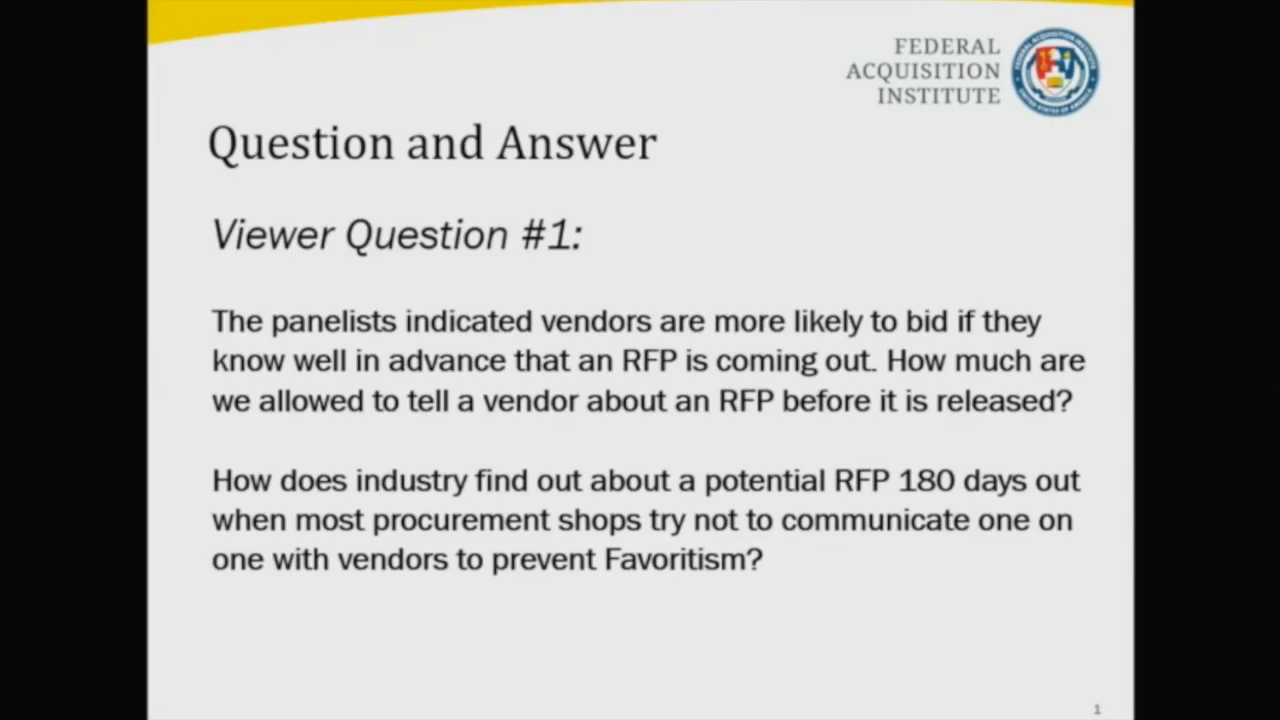 FEDERAL
ACQUISITION
INSTITUTE
Question and Answer
Viewer Question #1:
The panelists indicated vendors are more likely to bid if they
know well in advance that an RFP is coming out. How much are
we allowed to tell a vendor about an RFP before it is released?
How does industry find out about a potential RFP 180 days out
when most procurement shops try not to communicate one on
one with vendors to prevent Favoritism?
1